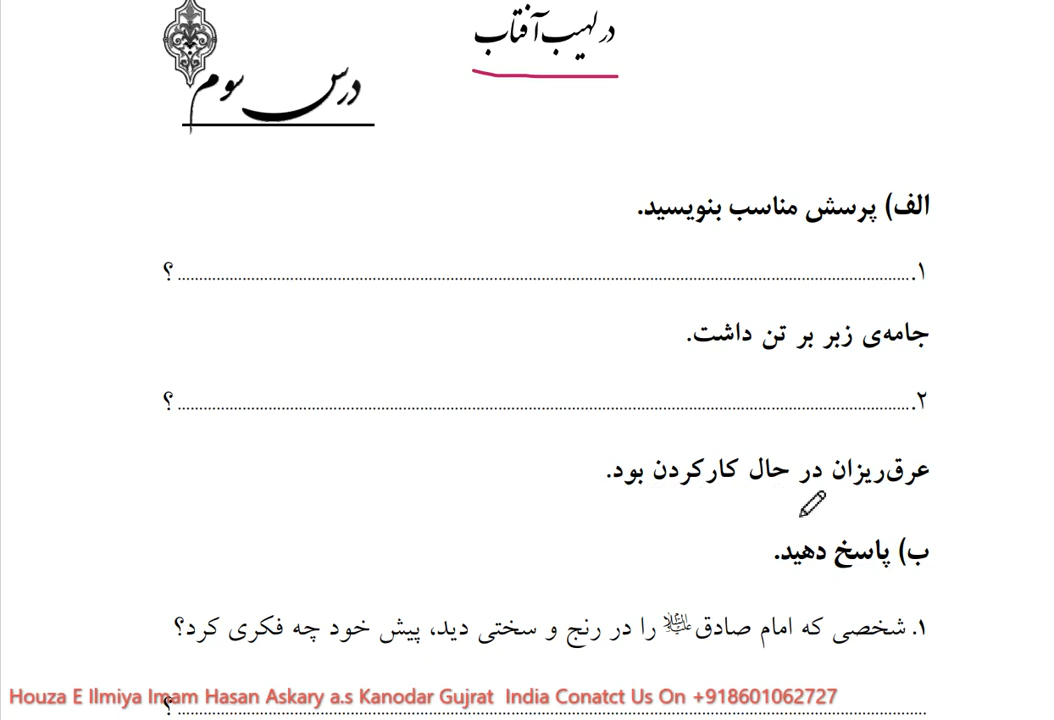 در لهیب آفتاب
درس سوم
الف) پرسش مناسب بنویسید.
۱. ........................................ ؟
جامه‌ی زبر بر تن داشت.
۲. ........................................ ؟
عرق‌ریزان در حال کارکردن بود.
ب) پاسخ دهید.
۱. شخصی که امام صادق علیه‌السلام را در رنج و سختی دید، پیش خود چه فکری کرد؟
........................................ ؟
Houza E Ilmiya Imam Hasan Askary a.s Kanodar Gujrat India Conatct Us On +918601062727